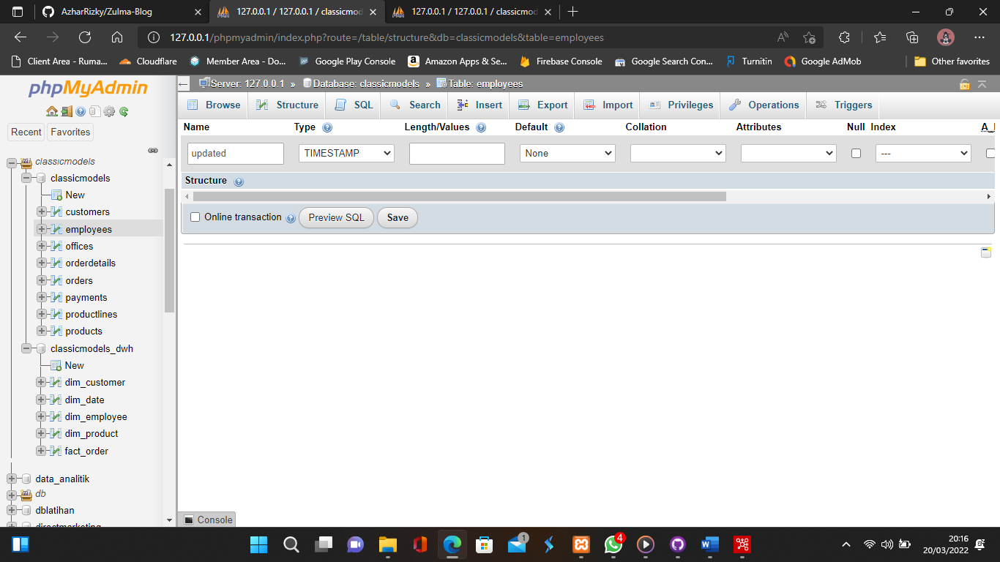 AzharRizky/Zulma-Blog
127.0.0.1 / 127.0.0.1 / classicmod
127.0.0.1 / 127.0.0.1 / classicmod
127.0.0.1/phpmyadmin/index.php?route=/table/structure&db=classicmodels&table=employees
Client Area - Ruma... Cloudflare Member Area - Do... Google Play Console Amazon Apps & Se... Firebase Console Google Search Con... Turnitin Google AdMob Other favorites
phpMyAdmin
Recent Favorites
classicmodels
classicmodels
New
customers
employees
offices
orderdetails
orders
payments
productlines
products
classicmodels_dwh
New
dim_customer
dim_date
dim_employee
dim_product
fact_order
data_analitik
db
dblatihan
directmarketing
Server: 127.0.0.1 » Database: classicmodels » Table: employees
Browse Structure SQL Search Insert Export Import Privileges Operations Triggers
Name Type Length/Values Default Collation Attributes Null Index
updated TIMESTAMP None ---
Structure
Online transaction Preview SQL Save
Console
1
4
20:16
20/03/2022